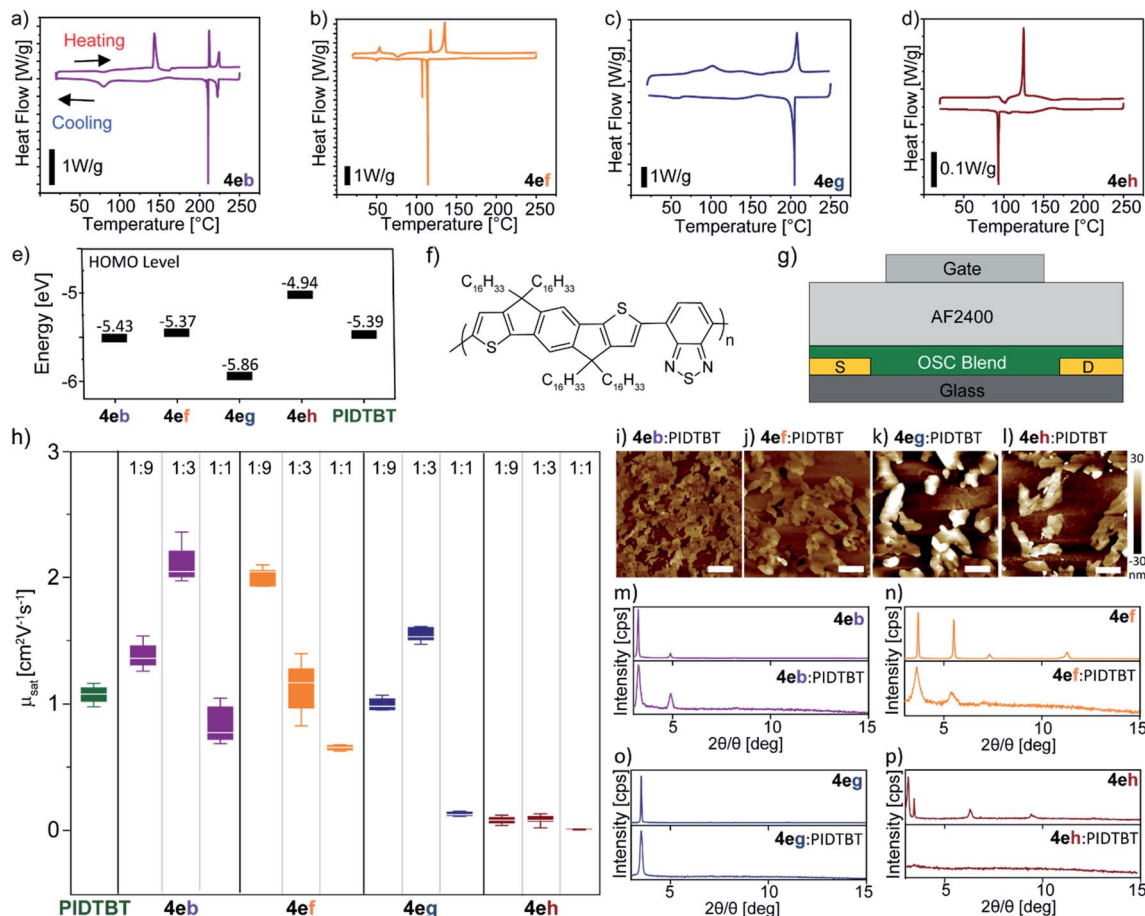 a)
Heating
Cooling
1W/g
4eb
Heat Flow [W/g]
0 50 100 150 200 250
Temperature [°C]
b)
1W/g
4ef
Heat Flow [W/g]
0 50 100 150 200 250
Temperature [°C]
c)
1W/g
4eg
Heat Flow [W/g]
0 50 100 150 200 250
Temperature [°C]
d)
0.1W/g
4eh
Heat Flow [W/g]
0 50 100 150 200 250
Temperature [°C]
e)
HOMO Level
Energy [eV]
-5
-6
-5.43
-5.37
-5.86
-4.94
-5.39
4eb 4ef 4eg 4eh PIDTBT
f)
C16H33 C16H33
S
S
n
N S N
C16H33 C16H33
g)
Gate
AF2400
S OSC Blend D
Glass
h)
μsat [cm²V⁻¹s⁻¹]
3
2
1
0
1:9 1:3 1:1 1:9 1:3 1:1 1:9 1:3 1:1 1:9 1:3 1:1
PIDTBT 4eb 4ef 4eg 4eh
i) 4eb:PIDTBT j) 4ef:PIDTBT k) 4eg:PIDTBT l) 4eh:PIDTBT
30
-30
nm
m)
4eb
4eb:PIDTBT
Intensity [cps]
5 10 15
2θ/θ [deg]
n)
4ef
4ef:PIDTBT
Intensity [cps]
5 10 15
2θ/θ [deg]
o)
4eg
4eg:PIDTBT
Intensity [cps]
5 10 15
2θ/θ [deg]
p)
4eh
4eh:PIDTBT
Intensity [cps]
5 10 15
2θ/θ [deg]